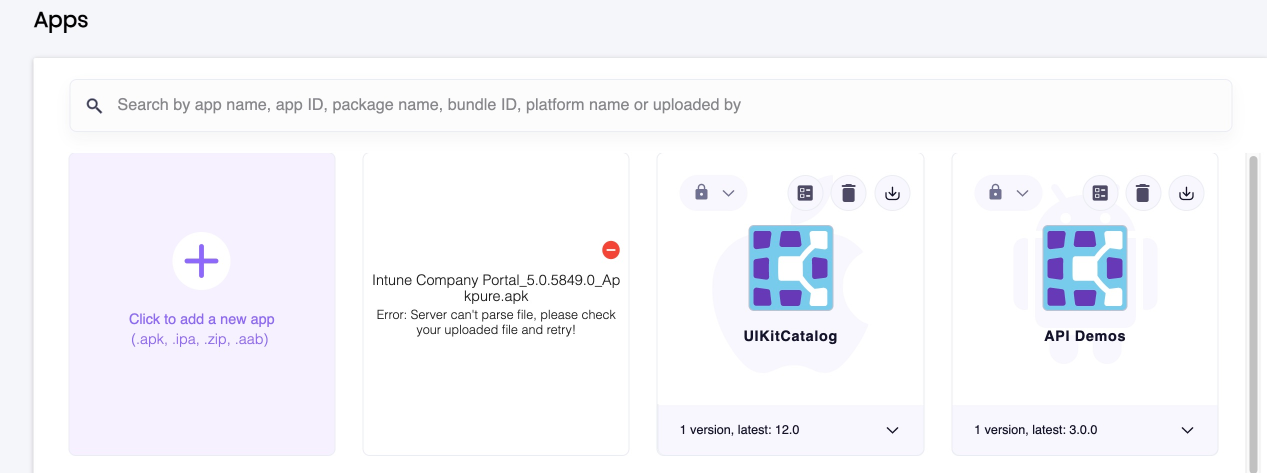 Apps
Search by app name, app ID, package name, bundle ID, platform name or uploaded by
Click to add a new app
(.apk, .ipa, .zip, .aab)
Intune Company Portal_5.0.5849.0_Ap
kpure.apk
Error: Server can't parse file, please check
your uploaded file and retry!
UIKitCatalog
1 version, latest: 12.0
API Demos
1 version, latest: 3.0.0